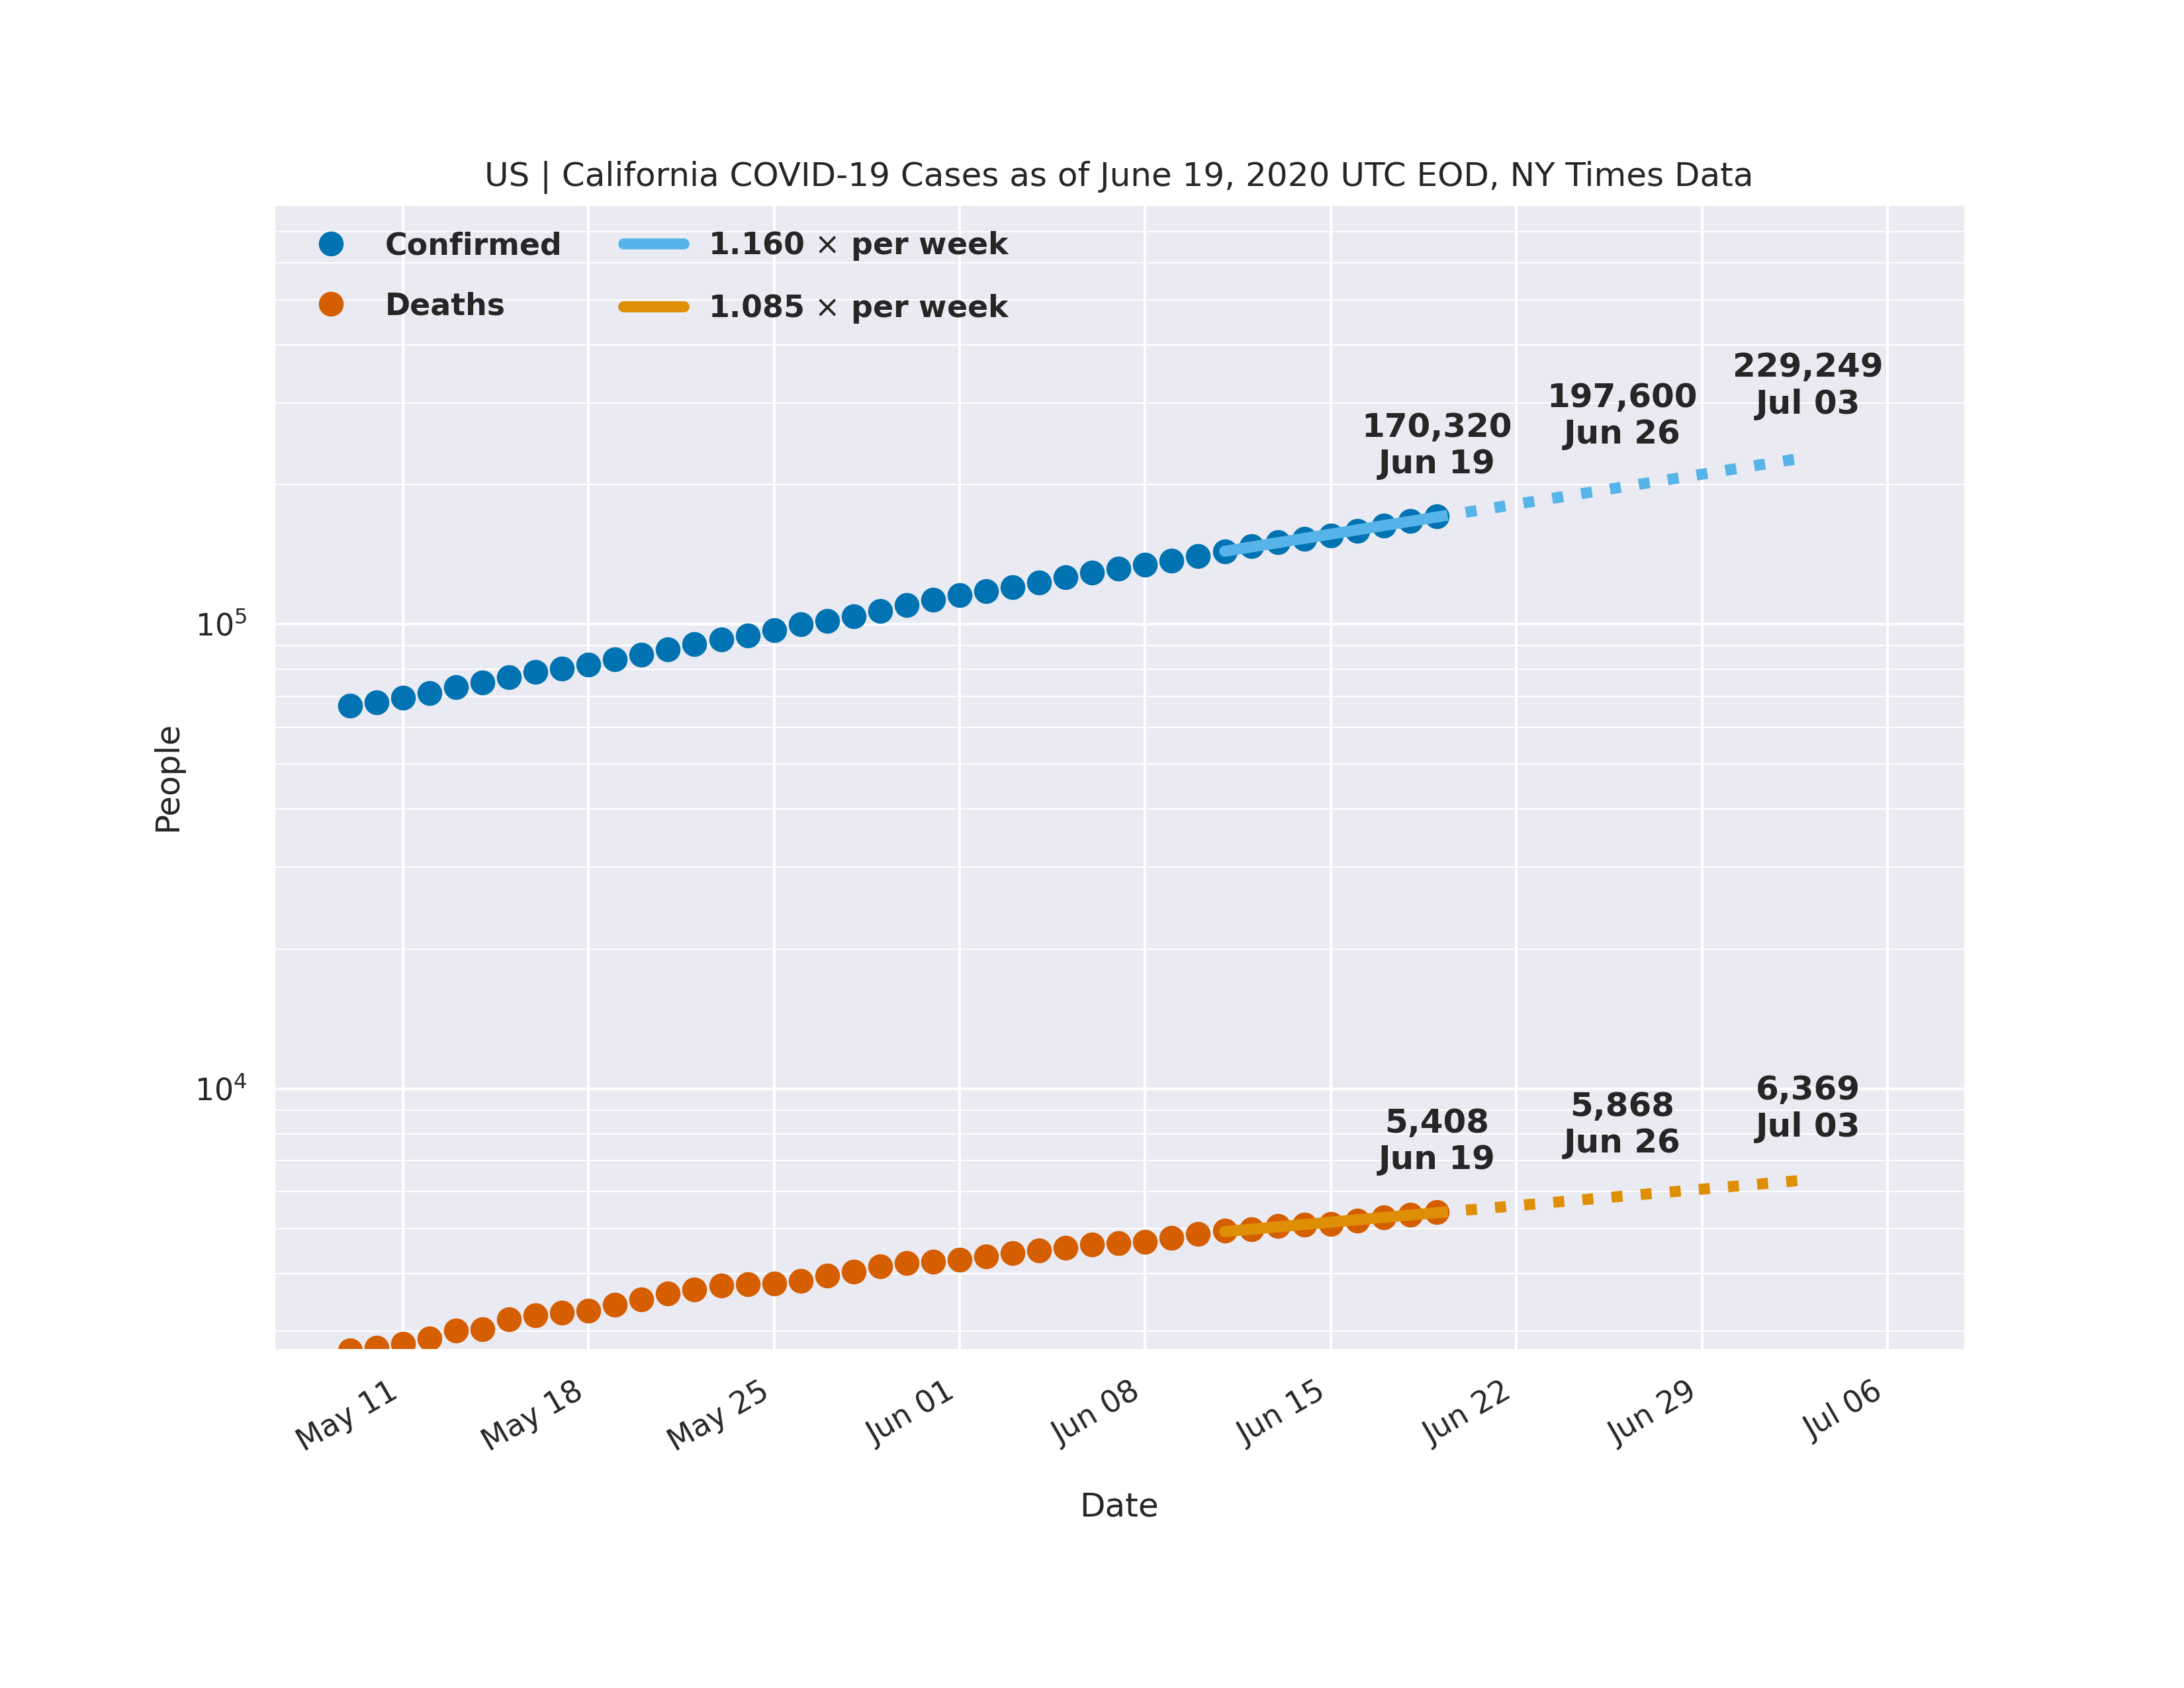 US | California COVID-19 Cases as of June 19, 2020 UTC EOD, NY Times Data
Confirmed
Deaths
1.160 × per week
1.085 × per week
229,249
Jul 03
197,600
Jun 26
170,320
Jun 19
10⁵
People
10⁴
6,369
Jul 03
5,868
Jun 26
5,408
Jun 19
May 11
May 18
May 25
Jun 01
Jun 08
Jun 15
Jun 22
Jun 29
Jul 06
Date